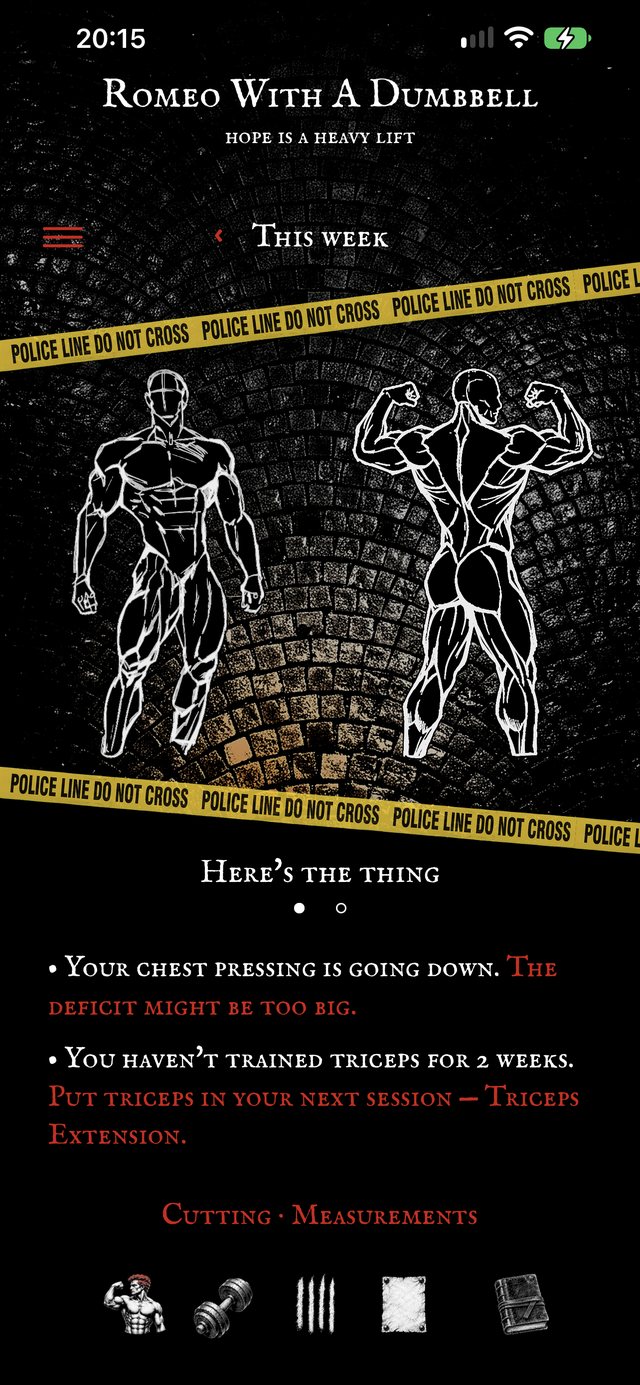 20:15
Romeo With A Dumbbell
hope is a heavy lift
‹ This week
POLICE LINE DO NOT CROSS POLICE LINE DO NOT CROSS POLICE LINE DO NOT CROSS POLICE L
POLICE LINE DO NOT CROSS POLICE LINE DO NOT CROSS POLICE LINE DO NOT CROSS POLICE L
Here's the thing
• Your chest pressing is going down. The
deficit might be too big.
• You haven't trained triceps for 2 weeks.
Put triceps in your next session — Triceps
Extension.
Cutting · Measurements